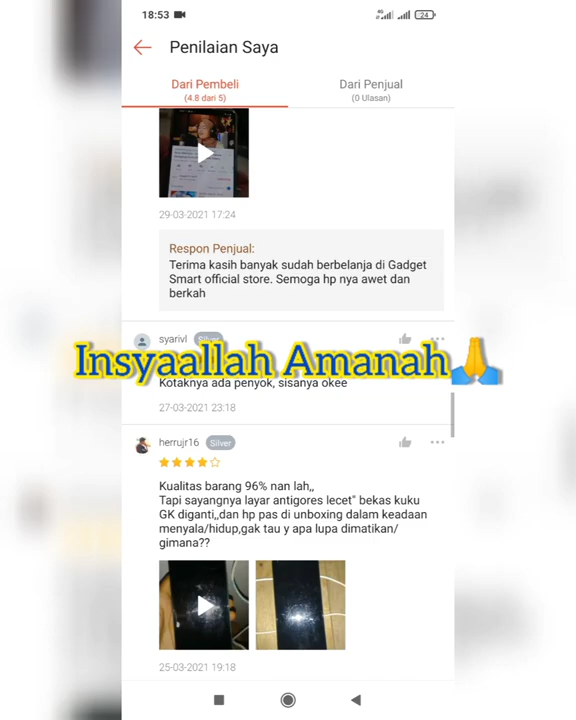 18:53
4G
24
Penilaian Saya
Dari Pembeli
(4.8 dari 5)
Dari Penjual
(0 Ulasan)
29-03-2021 17:24
Respon Penjual:
Terima kasih banyak sudah berbelanja di Gadget
Smart official store. Semoga hp nya awet dan
berkah
syarivl
Silver
Insyaallah Amanah🙏
Kotaknya ada penyok, sisanya okee
27-03-2021 23:18
herrujr16 Silver
Kualitas barang 96% nan lah,,
Tapi sayangnya layar antigores lecet" bekas kuku
GK diganti,,dan hp pas di unboxing dalam keadaan
menyala/hidup,gak tau y apa lupa dimatikan/
gimana??
25-03-2021 19:18